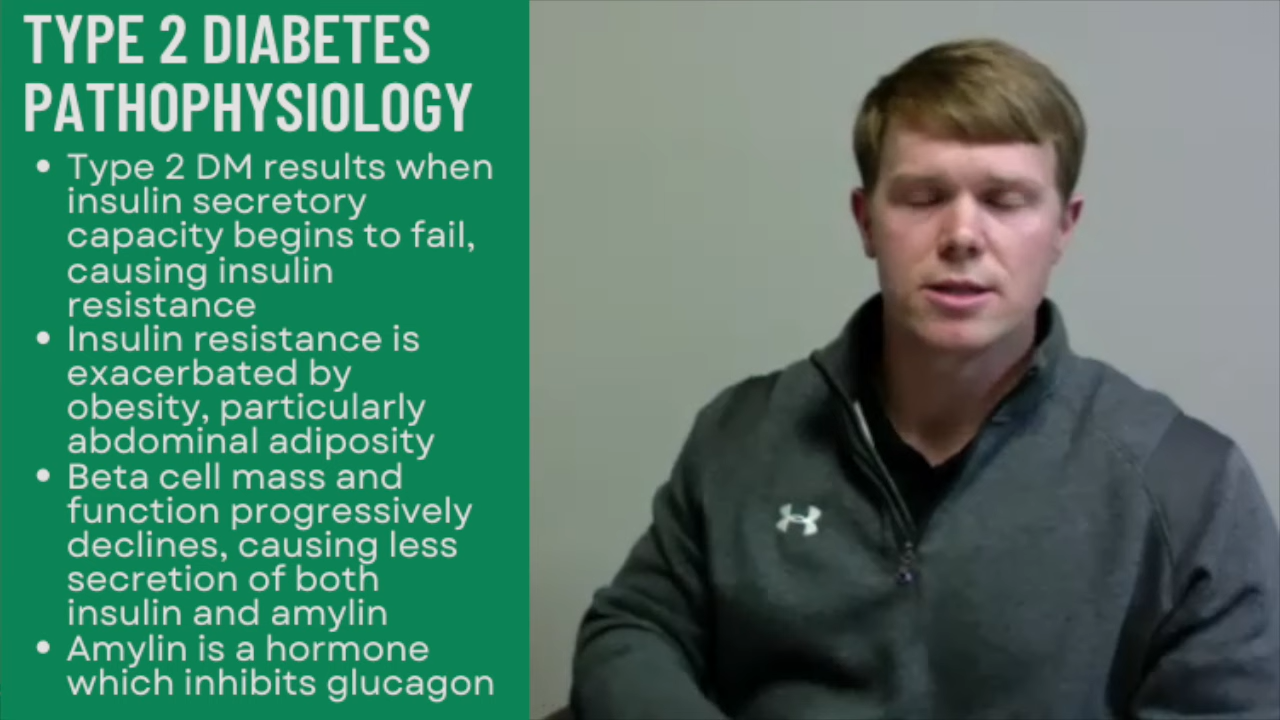 TYPE 2 DIABETES
PATHOPHYSIOLOGY
• Type 2 DM results when
insulin secretory
capacity begins to fail,
causing insulin
resistance
• Insulin resistance is
exacerbated by
obesity, particularly
abdominal adiposity
• Beta cell mass and
function progressively
declines, causing less
secretion of both
insulin and amylin
• Amylin is a hormone
which inhibits glucagon